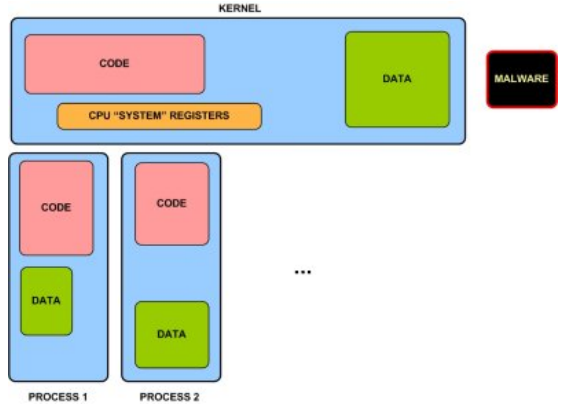 KERNEL
CODE
DATA
MALWARE
CPU "SYSTEM" REGISTERS
CODE
CODE
...
DATA
DATA
PROCESS 1
PROCESS 2